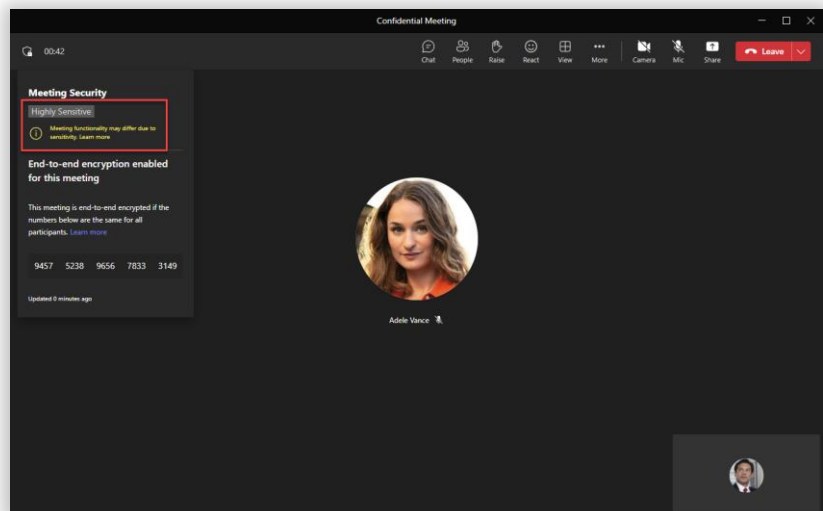 Confidential Meeting
00:42
Chat People Raise React View More Camera Mic Share Leave
Meeting Security
Highly Sensitive
Meeting functionality may differ due to
sensitivity. Learn more
End-to-end encryption enabled
for this meeting
This meeting is end-to-end encrypted if the
numbers below are the same for all
participants. Learn more
9457 5238 9656 7833 3149
Updated 0 minutes ago
Adele Vance